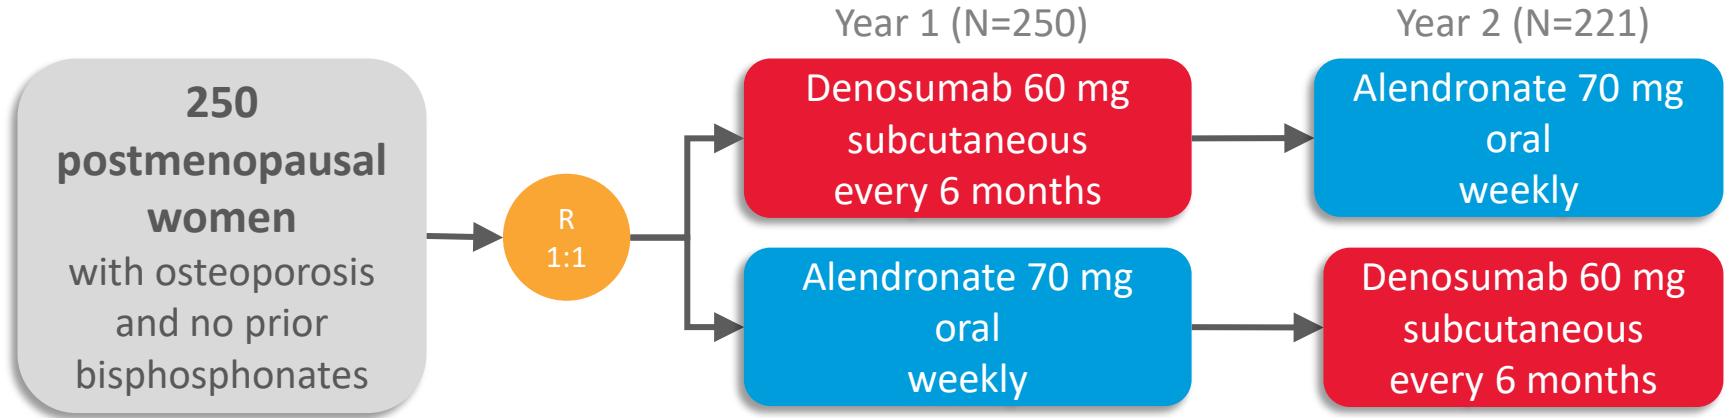 250
postmenopausal
women
with osteoporosis
and no prior
bisphosphonates
R
1:1
Year 1 (N=250)
Denosumab 60 mg
subcutaneous
every 6 months
Alendronate 70 mg
oral
weekly
Year 2 (N=221)
Alendronate 70 mg
oral
weekly
Denosumab 60 mg
subcutaneous
every 6 months